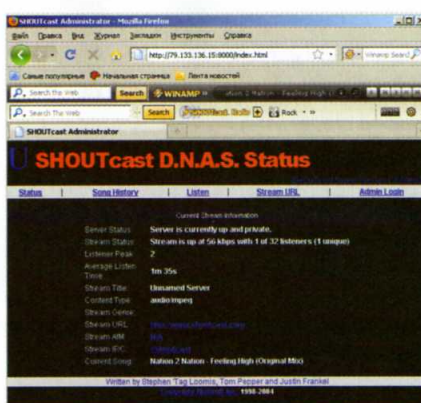 SHOUTcast Administrator - Mozilla Firefox
Файл Правка Вид Журнал Закладки Инструменты Справка
http://79.133.136.15:8000/index.html
Самые популярные Начальная страница Лента новостей
Search the Web Search WINAMP Nation 2 Nation - Feeling High
Search the Web Search Radio Rock
SHOUTcast Administrator
SHOUTcast D.N.A.S. Status
Status | Song History | Listen | Stream URL | Admin Login
Current Stream Information
Server Status: Server is currently up and private.
Stream Status: Stream is up at 56 kbps with 1 of 32 listeners (1 unique)
Listener Peak: 2
Average Listen Time: 1m 35s
Stream Title: Unnamed Server
Content Type: audio/mpeg
Stream Genre:
Stream URL:
Stream AIM: N/A
Stream IRC:
Current Song: Nation 2 Nation - Feeling High (Original Mix)
Written by Stephen 'Tag Loomis, Tom Pepper and Justin Frankel
1998-2004